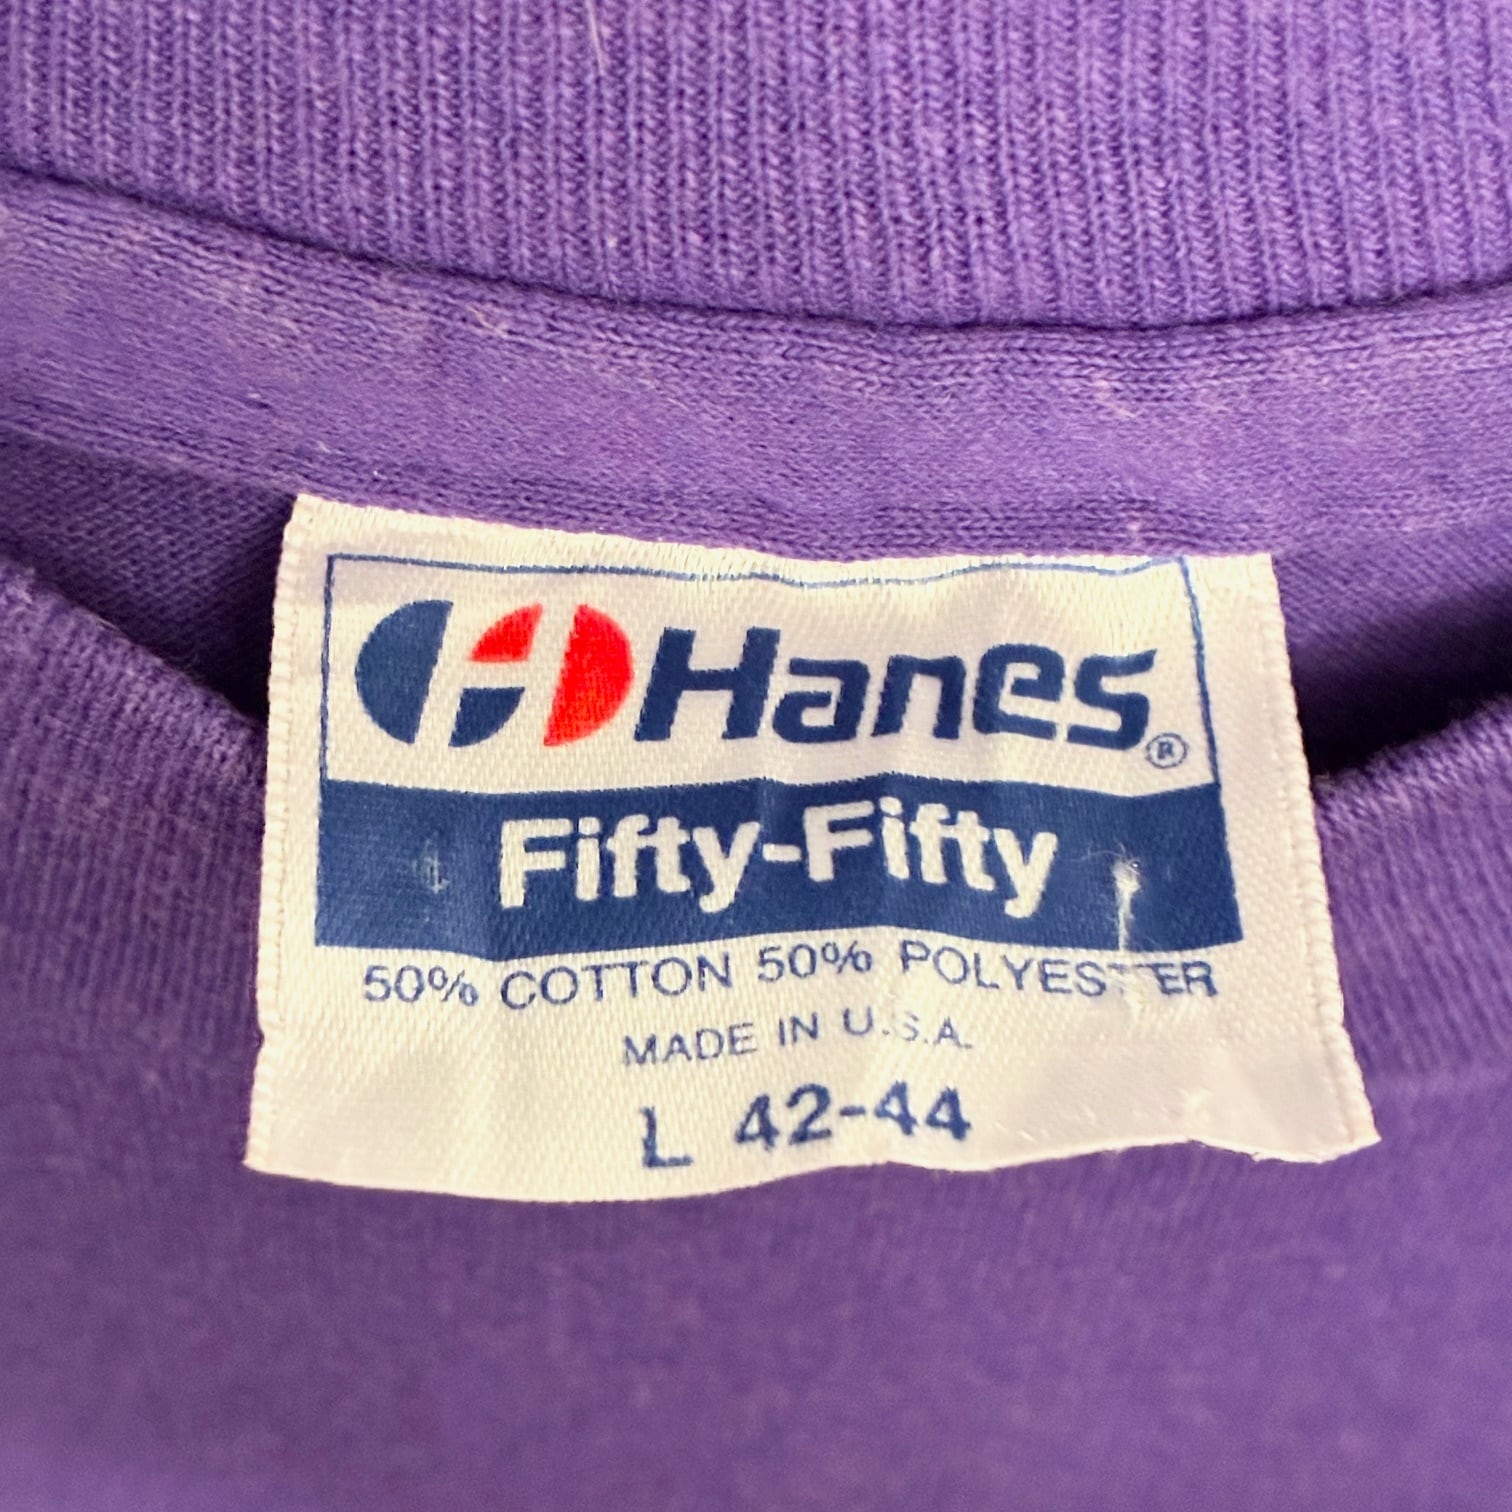 Hanes®
Fifty-Fifty
50% COTTON 50% POLYESTER
MADE IN U.S.A.
L 42-44